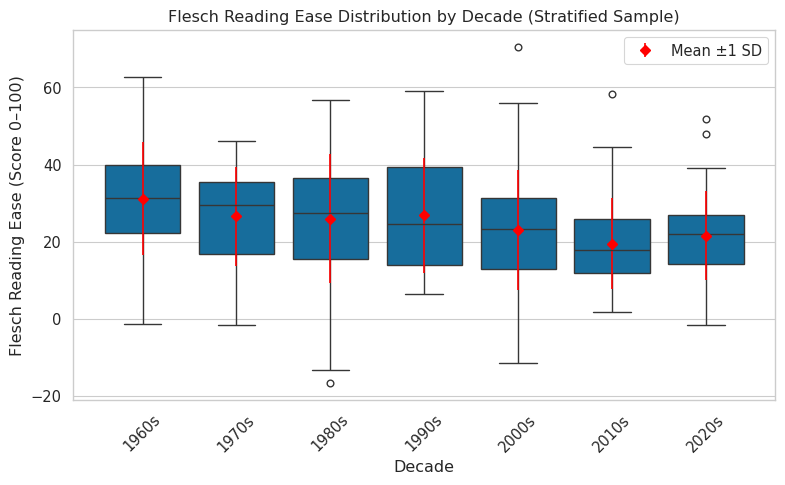 Flesch Reading Ease Distribution by Decade (Stratified Sample)
Mean ±1 SD
Flesch Reading Ease (Score 0–100)
60
40
20
0
−20
1960s
1970s
1980s
1990s
2000s
2010s
2020s
Decade